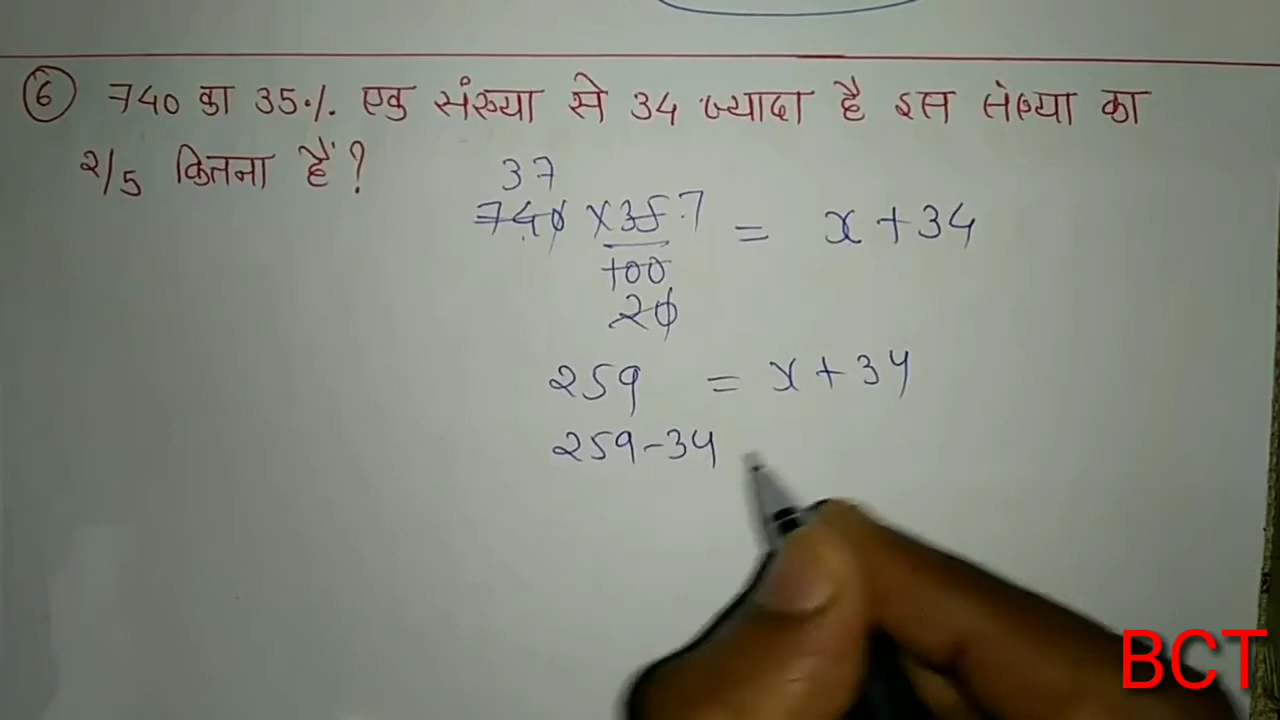 6 740 का 35% एक संख्या से 34 ज्यादा है इस संख्या का
2/5 कितना हैं ?
37
740 × 35 7 = x + 34
100
20
259 = x + 34
259 - 34
BCT